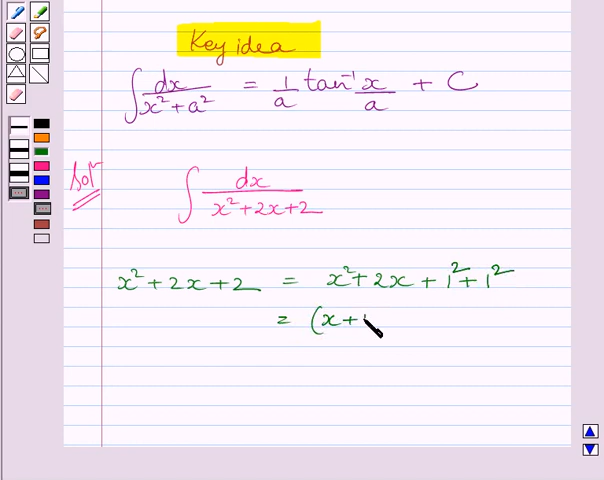 Key idea
∫ dx/(x² + a²) = 1/a tan⁻¹ x/a + C
Solⁿ
∫ dx/(x² + 2x + 2)
x² + 2x + 2 = x² + 2x + 1² + 1²
= (x +